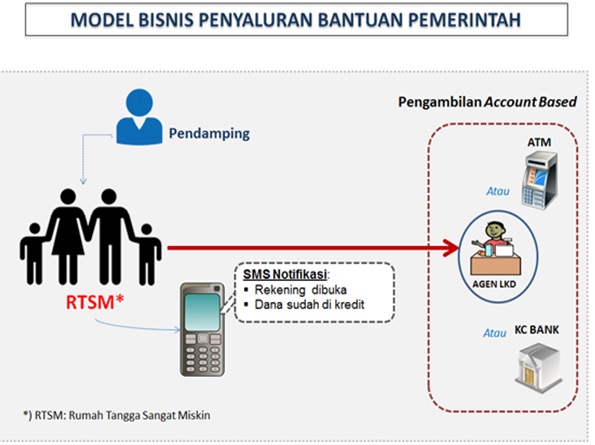 MODEL BISNIS PENYALURAN BANTUAN PEMERINTAH
Pengambilan Account Based
Pendamping
ATM
Atau
AGEN LKD
RTSM*
SMS Notifikasi:
▪ Rekening dibuka
▪ Dana sudah di kredit
Atau
KC BANK
*) RTSM: Rumah Tangga Sangat Miskin